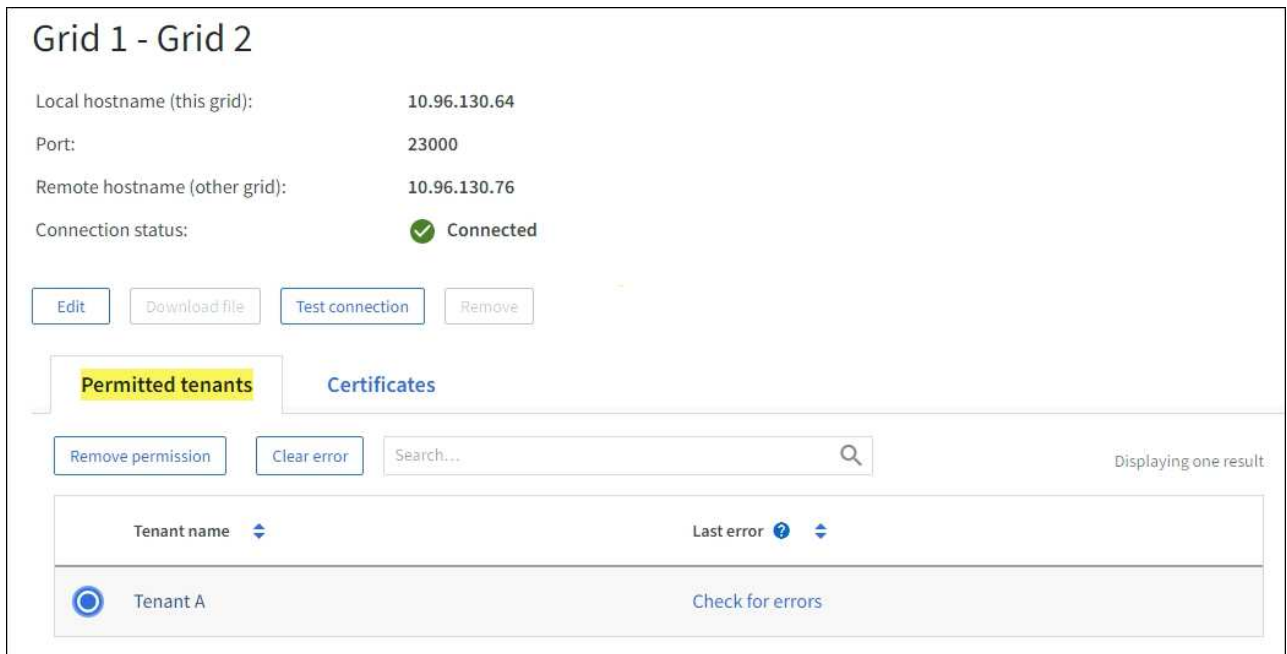 Grid 1 - Grid 2
Local hostname (this grid): 10.96.130.64
Port: 23000
Remote hostname (other grid): 10.96.130.76
Connection status: Connected
Edit Download file Test connection Remove
Permitted tenants Certificates
Remove permission Clear error Search... Displaying one result
Tenant name Last error ?
Tenant A Check for errors